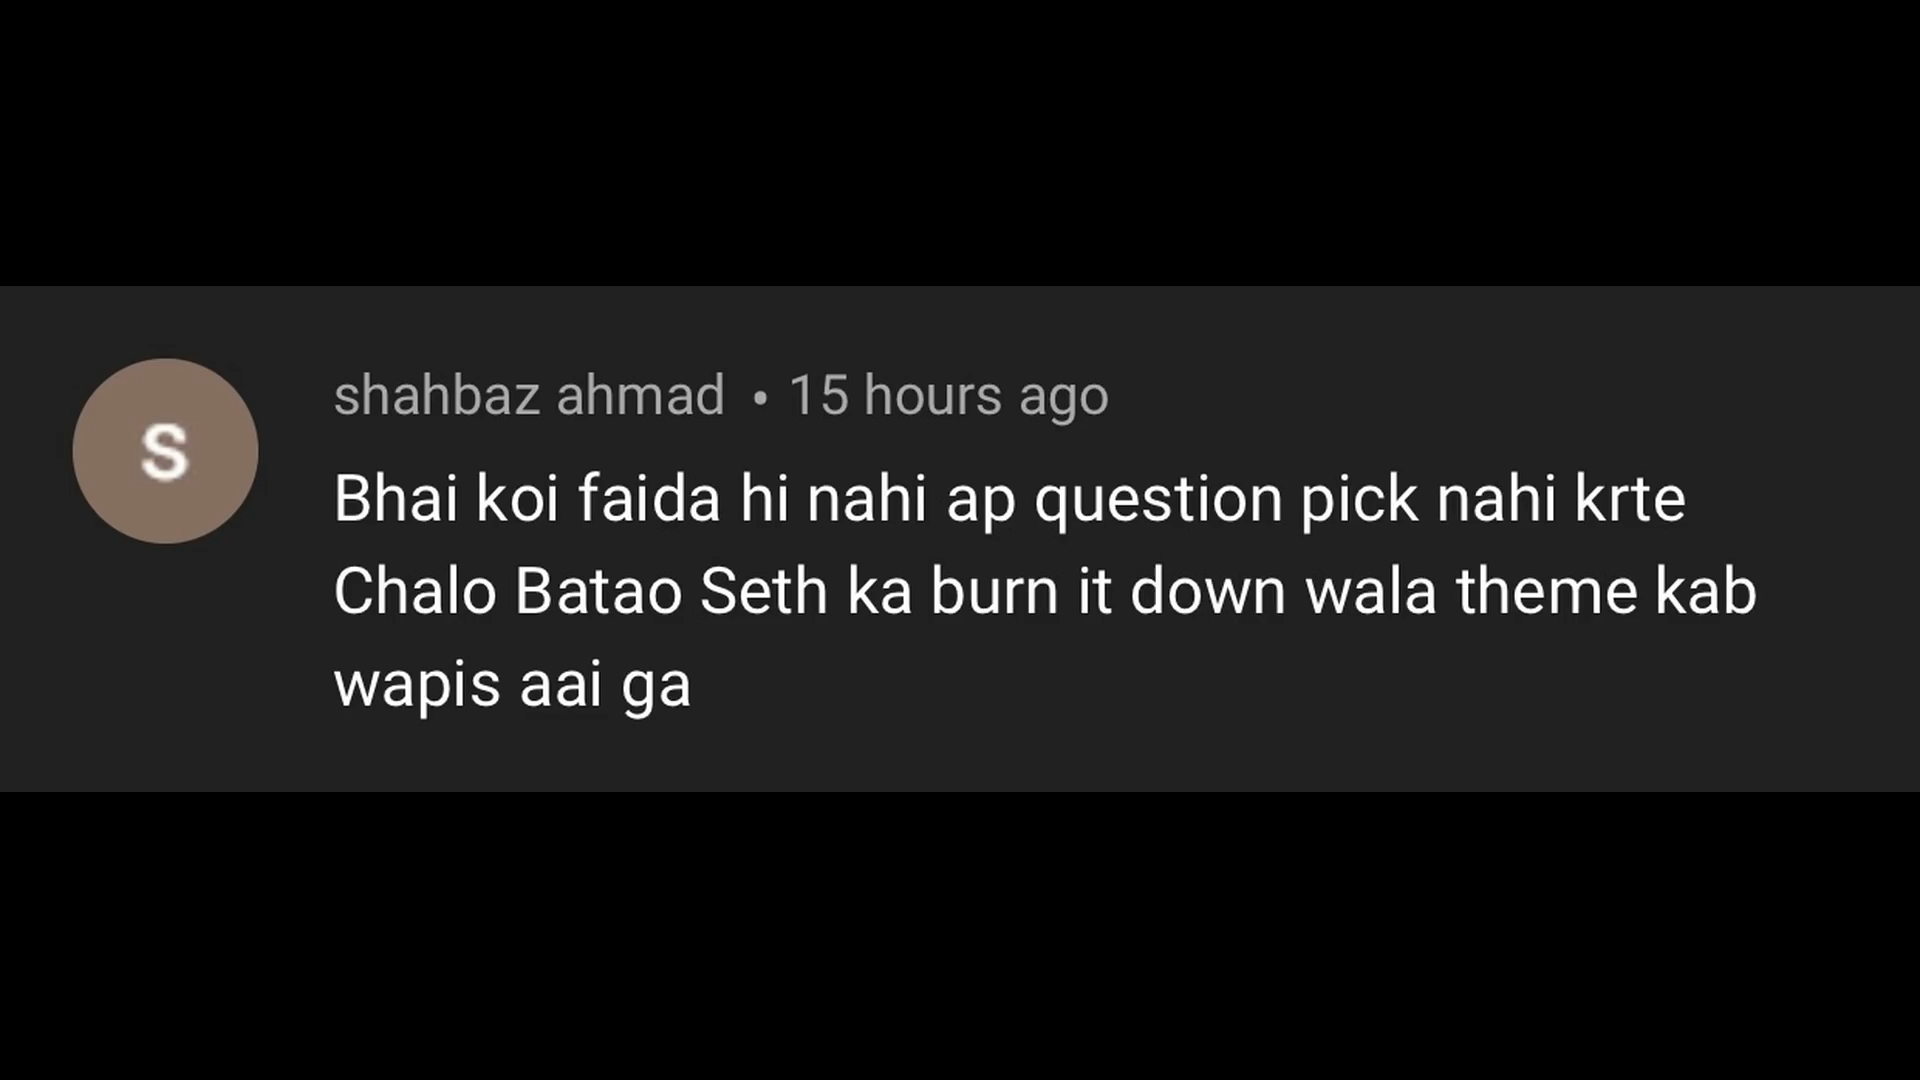 S
shahbaz ahmad • 15 hours ago
Bhai koi faida hi nahi ap question pick nahi krte
Chalo Batao Seth ka burn it down wala theme kab
wapis aai ga